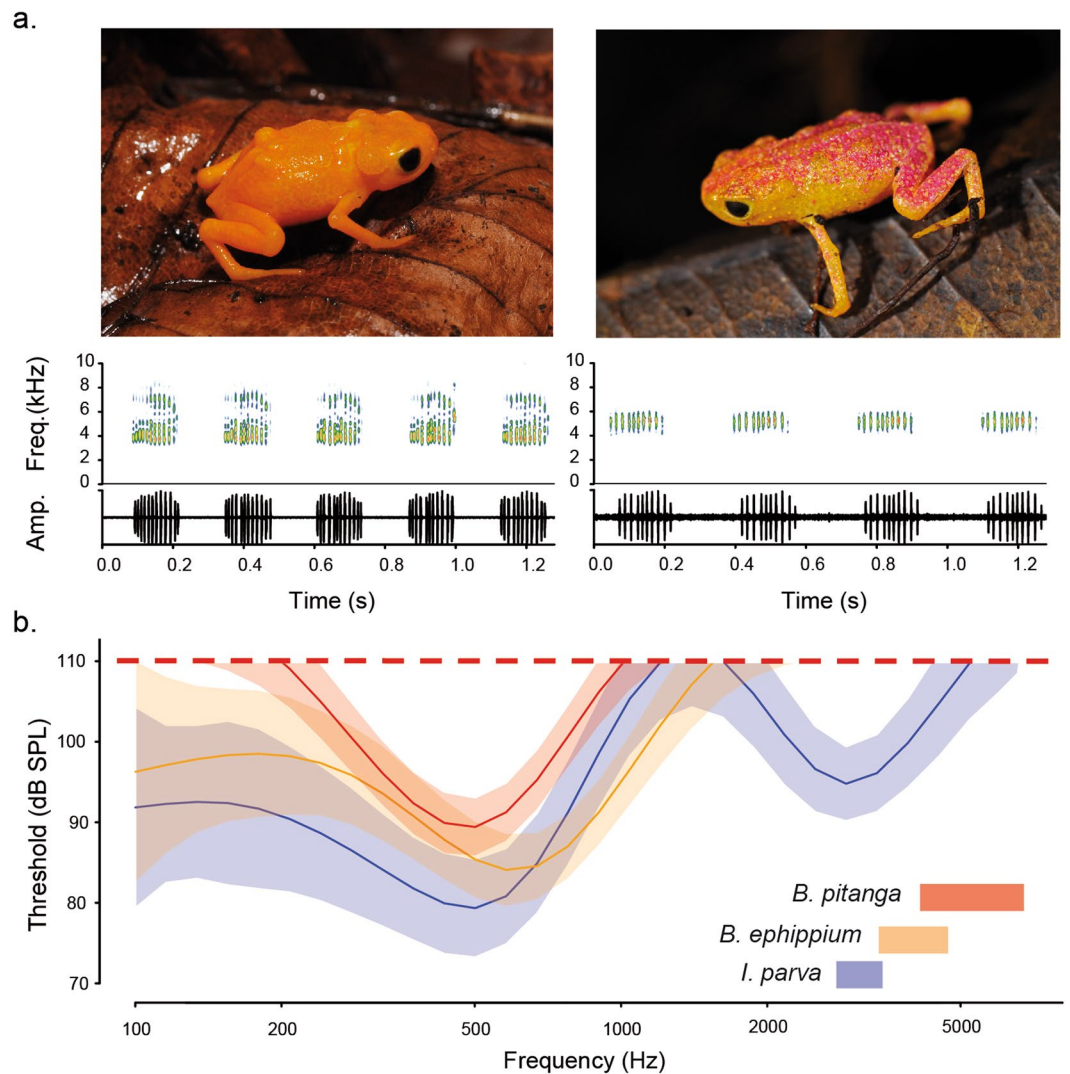 a.
Freq.(kHz)
10
8
6
4
2
0
10
8
6
4
2
0
Amp.
0.0 0.2 0.4 0.6 0.8 1.0 1.2
0.0 0.2 0.4 0.6 0.8 1.0 1.2
Time (s)
Time (s)
b.
Threshold (dB SPL)
110
100
90
80
70
B. pitanga
B. ephippium
I. parva
100 200 500 1000 2000 5000
Frequency (Hz)